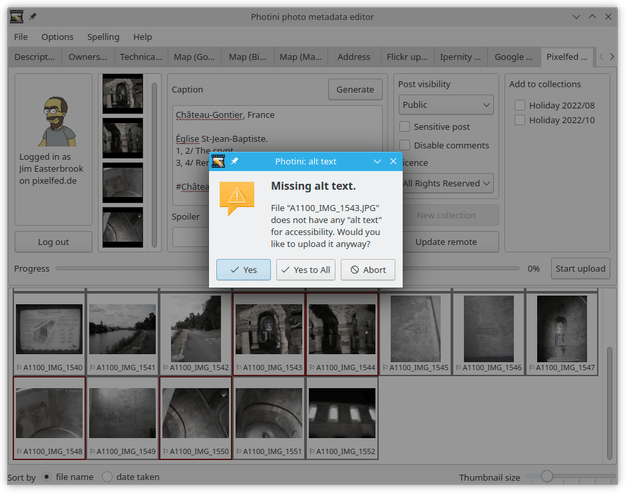 Photini photo metadata editor
File Options Spelling Help
Descript... Owners... Technica... Map (Go... Map (Bi... Map (Ma... Address Flickr up... Ipernity ... Google ... Pixelfed ...
Logged in as
Jim Easterbrook
on pixelfed.de
Log out
Caption
Generate
Château-Gontier, France
Église St-Jean-Baptiste.
1, 2/ The crypt
3, 4/ Rer
#Châtea
Spoiler
Post visibility
Public
Sensitive post
Disable comments
icence
All Rights Reserved
New collection
Update remote
Add to collections
Holiday 2022/08
Holiday 2022/10
Photini: alt text
Missing alt text.
File "A1100_IMG_1543.JPG"
does not have any "alt text"
for accessibility. Would you
like to upload it anyway?
Yes Yes to All Abort
Progress 0% Start upload
A1100_IMG_1540 A1100_IMG_1541 A1100_IMG_1542 A1100_IMG_1543 A1100_IMG_1544 A1100_IMG_1545 A1100_IMG_1546 A1100_IMG_1547
A1100_IMG_1548 A1100_IMG_1549 A1100_IMG_1550 A1100_IMG_1551 A1100_IMG_1552
Sort by file name date taken Thumbnail size